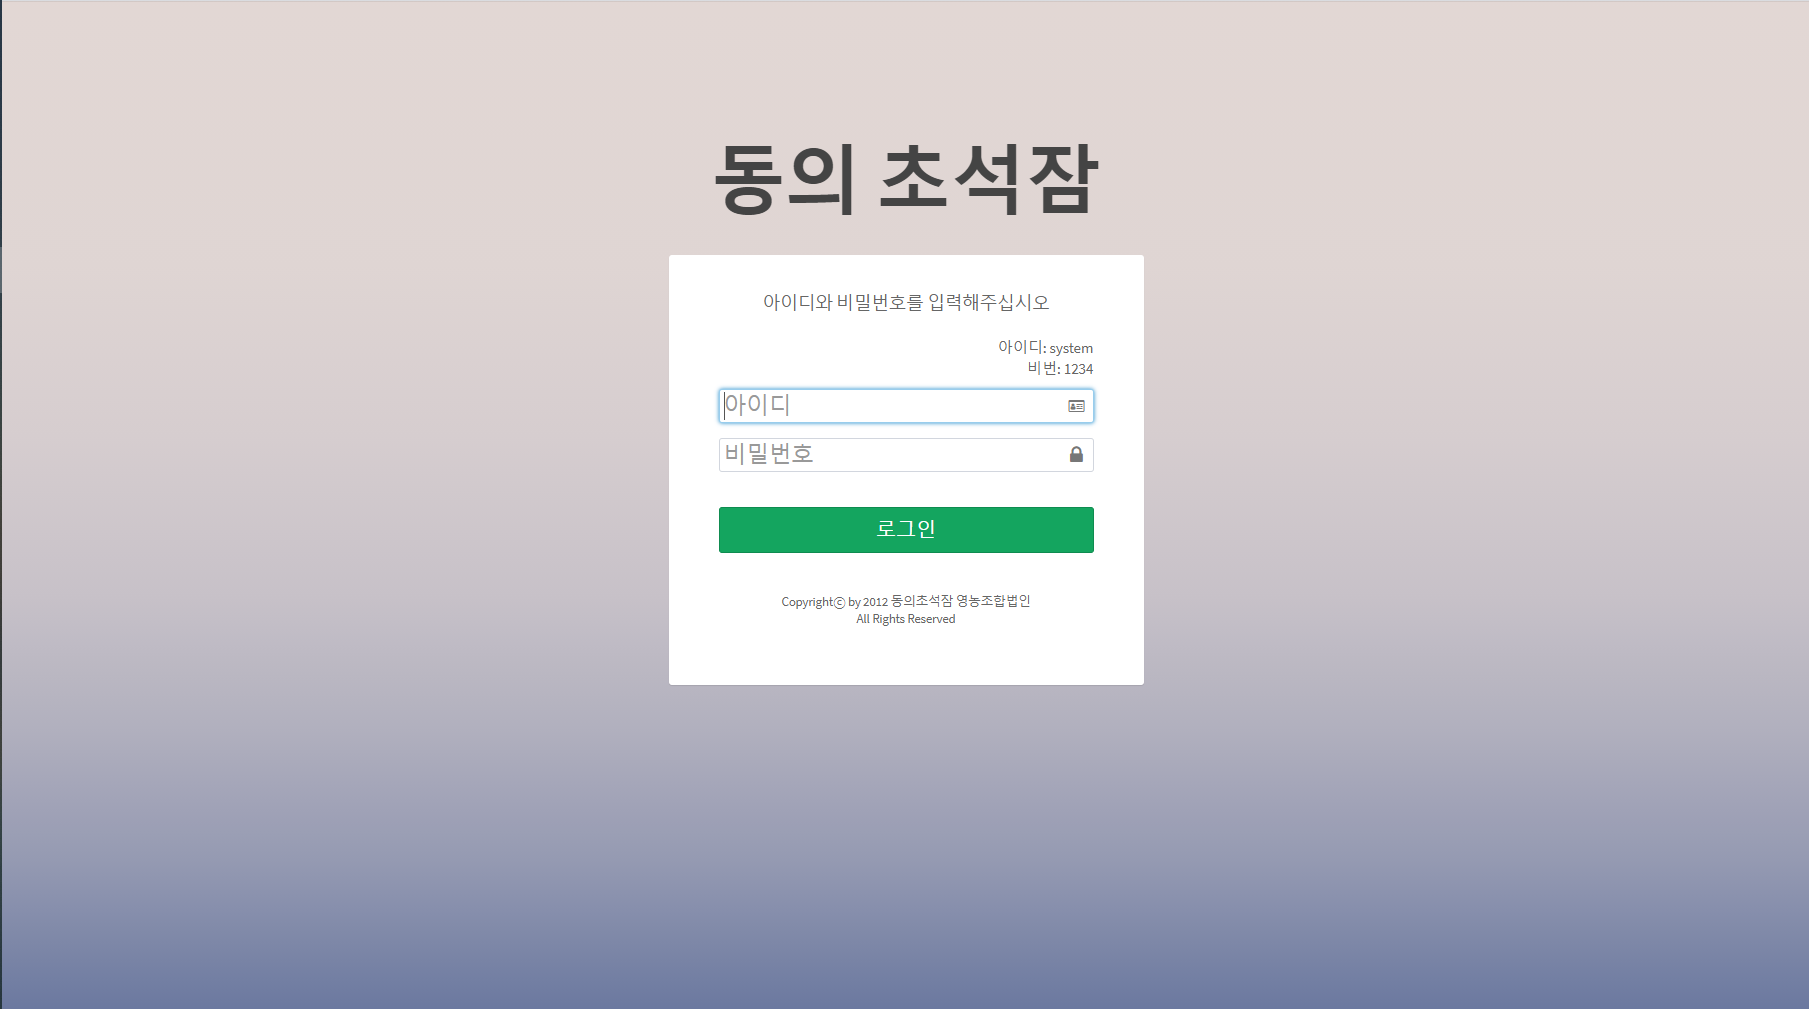 동의 초석잠
아이디와 비밀번호를 입력해주십시오
아이디: system
비번: 1234
아이디
비밀번호
로그인
Copyrightⓒ by 2012 동의초석잠 영농조합법인
All Rights Reserved